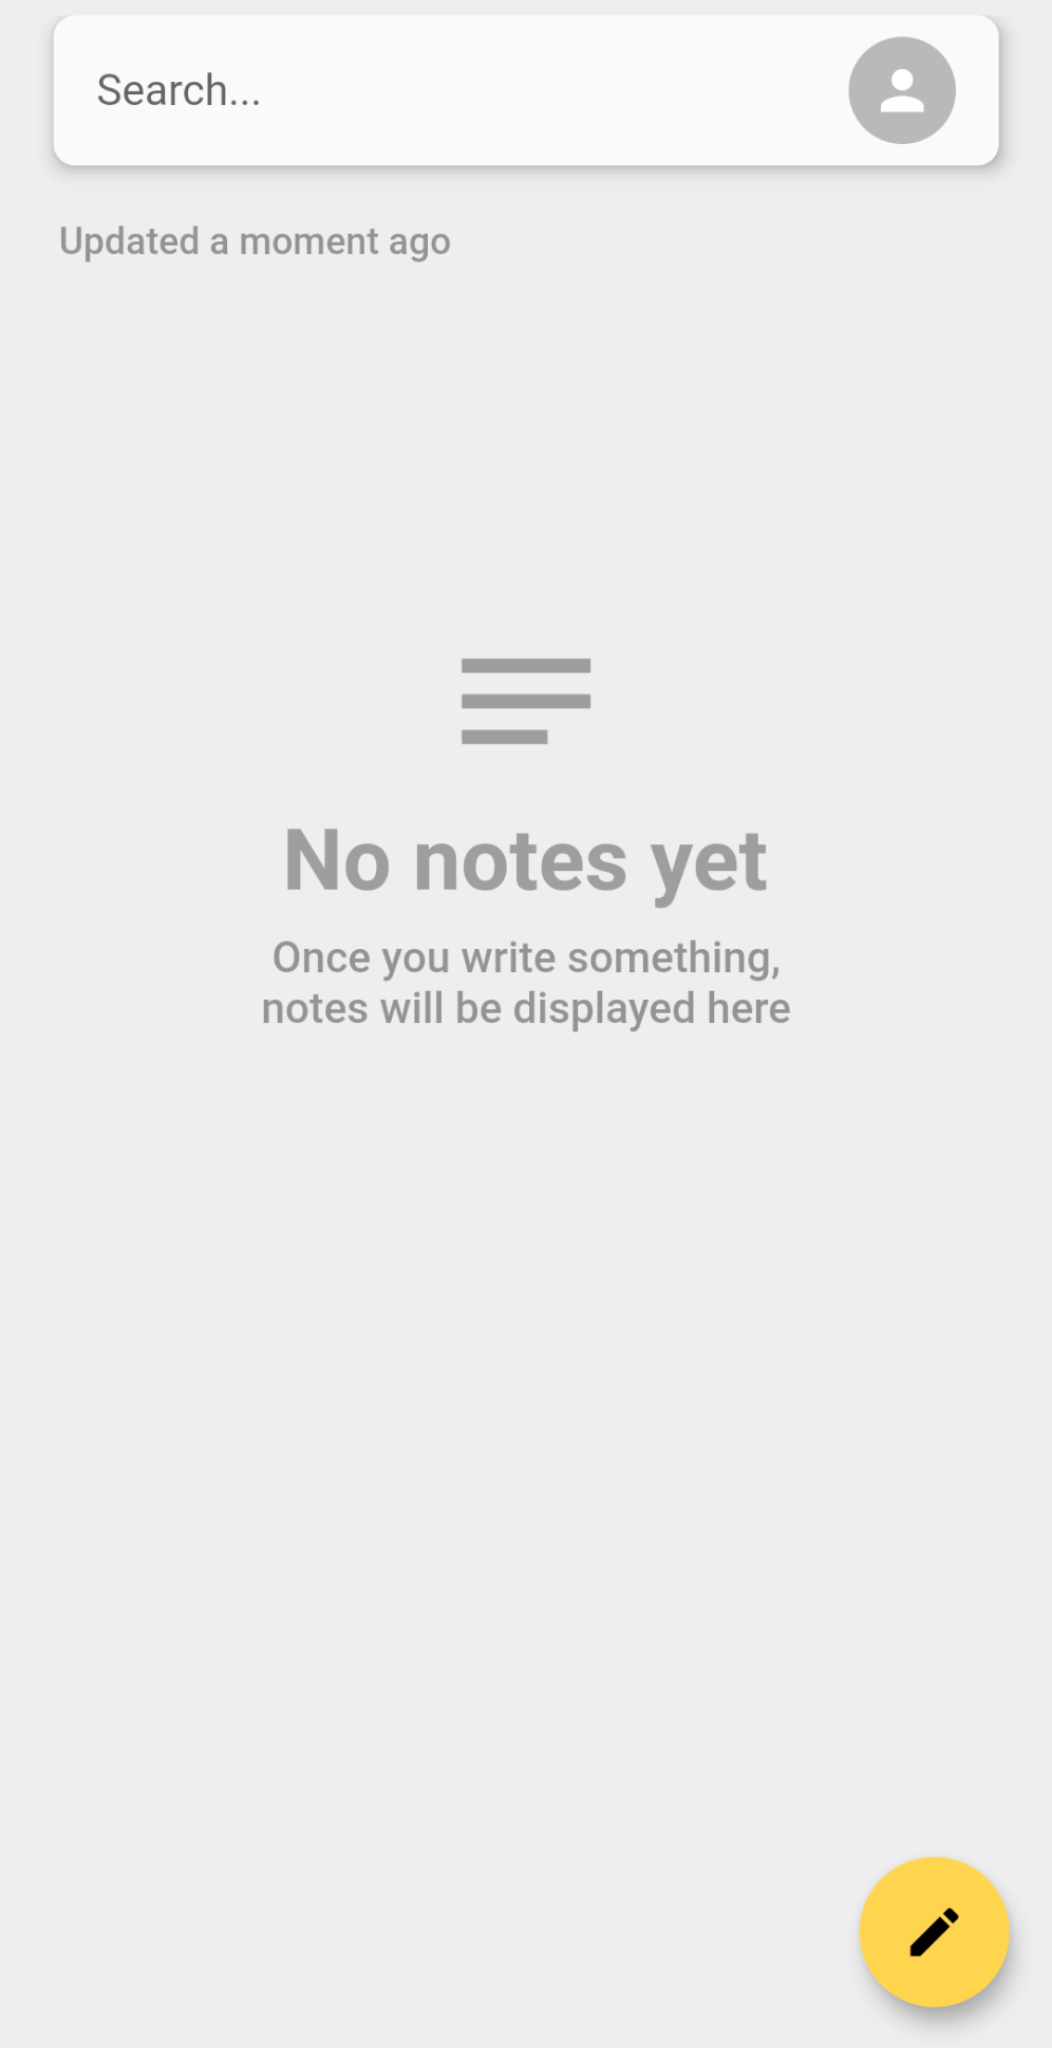 Search...
Updated a moment ago
No notes yet
Once you write something,
notes will be displayed here